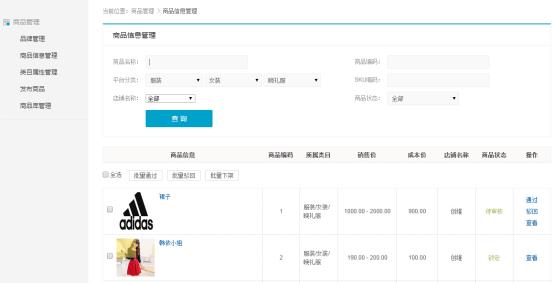 当前位置：商品管理 > 商品信息管理
商品管理
品牌管理
商品信息管理
类目属性管理
发布商品
商品库管理
商品信息管理
商品名称：
商品编码：
平台分类： 服装 女装 晚礼服
SKU编码：
店铺名称： 全部
商品状态： 全部
查 询
商品信息 商品编码 所属类目 销售价 成本价 店铺名称 商品状态 操作
全选 批量通过 批量驳回 批量下架
裙子
adidas
1
服装/女装/
晚礼服
1000.00 - 2000.00
900.00
创维
待审核
通过
驳回
查看
韩依小姐
2
服装/女装/
晚礼服
190.00 - 200.00
100.00
创维
锁定
查看